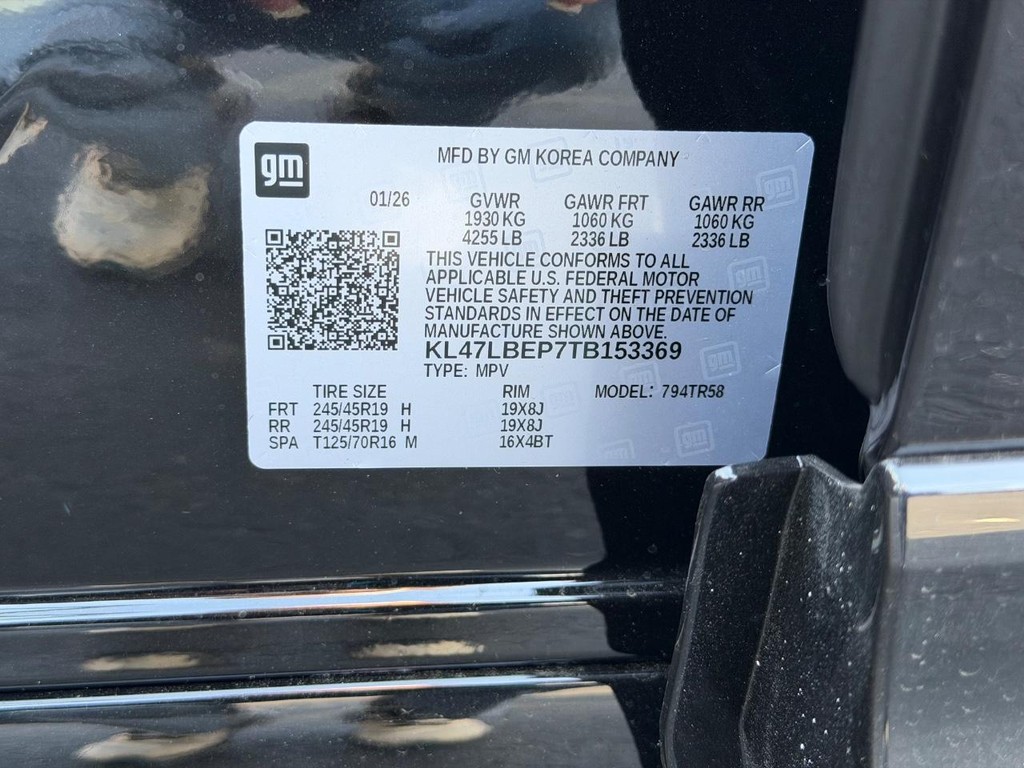 gm
MFD BY GM KOREA COMPANY
01/26 GVWR GAWR FRT GAWR RR
1930 KG 1060 KG 1060 KG
4255 LB 2336 LB 2336 LB
THIS VEHICLE CONFORMS TO ALL
APPLICABLE U.S. FEDERAL MOTOR
VEHICLE SAFETY AND THEFT PREVENTION
STANDARDS IN EFFECT ON THE DATE OF
MANUFACTURE SHOWN ABOVE.
KL47LBEP7TB153369
TYPE: MPV
TIRE SIZE RIM MODEL: 794TR58
FRT 245/45R19 H 19X8J
RR 245/45R19 H 19X8J
SPA T125/70R16 M 16X4BT